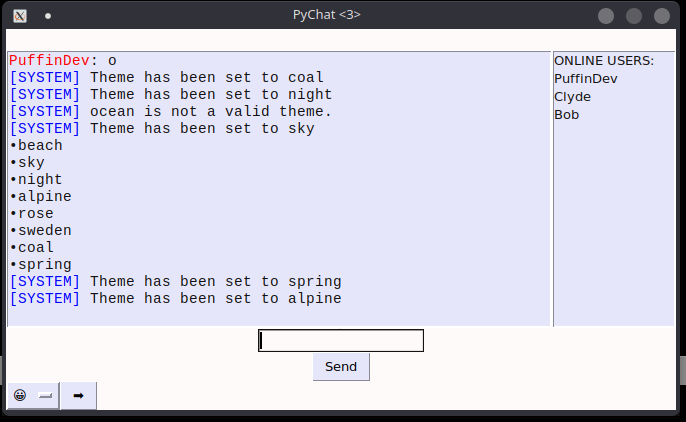 PyChat <3>
PuffinDev: o
[SYSTEM] Theme has been set to coal
[SYSTEM] Theme has been set to night
[SYSTEM] ocean is not a valid theme.
[SYSTEM] Theme has been set to sky
•beach
•sky
•night
•alpine
•rose
•sweden
•coal
•spring
[SYSTEM] Theme has been set to spring
[SYSTEM] Theme has been set to alpine
ONLINE USERS:
PuffinDev
Clyde
Bob
Send